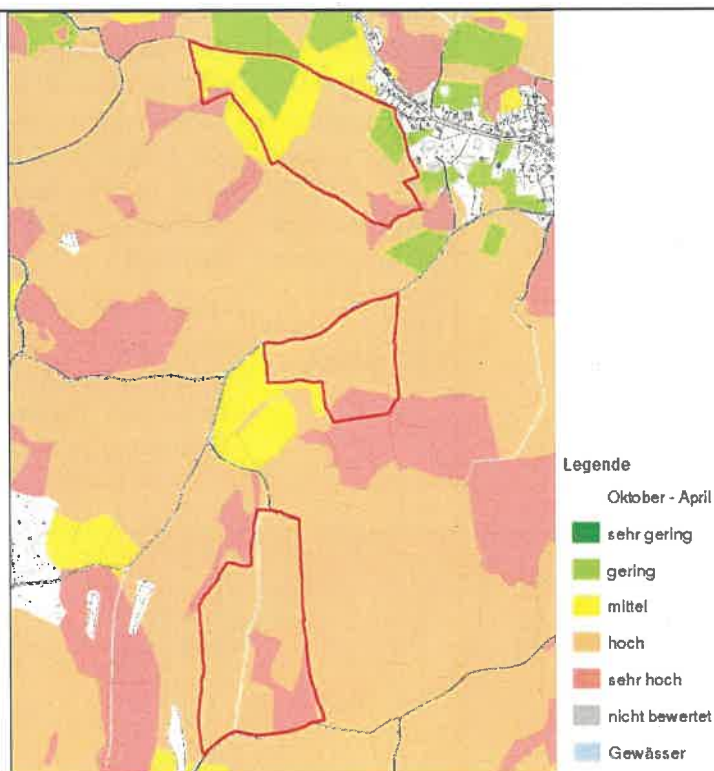 Legende
Oktober - April
sehr gering
gering
mittel
hoch
sehr hoch
nicht bewertet
Gewässer